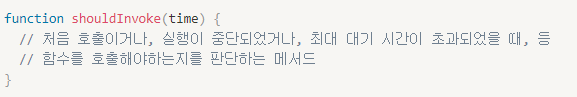 function shouldInvoke(time) {
// 처음 호출이거나, 실행이 중단되었거나, 최대 대기 시간이 초과되었을 때, 등
// 함수를 호출해야하는지를 판단하는 메서드
}